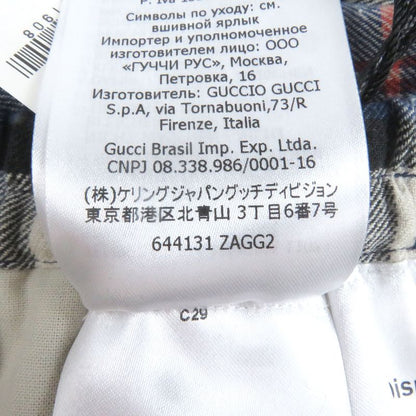 Символы по уходу: см.
вшивной ярлык
Импортер и уполномоченное
изготовителем лицо: ООО
«ГУЧЧИ РУС», Москва,
Петровка, 16
Изготовитель: GUCCIO GUCCI
S.p.A, via Tornabuoni,73/R
Firenze, Italia
Gucci Brasil Imp. Exp. Ltda.
CNPJ 08.338.986/0001-16
(株)ケリングジャパングッチディビジョン
東京都港区北青山 3丁目6番7号
644131 ZAGG2
C29